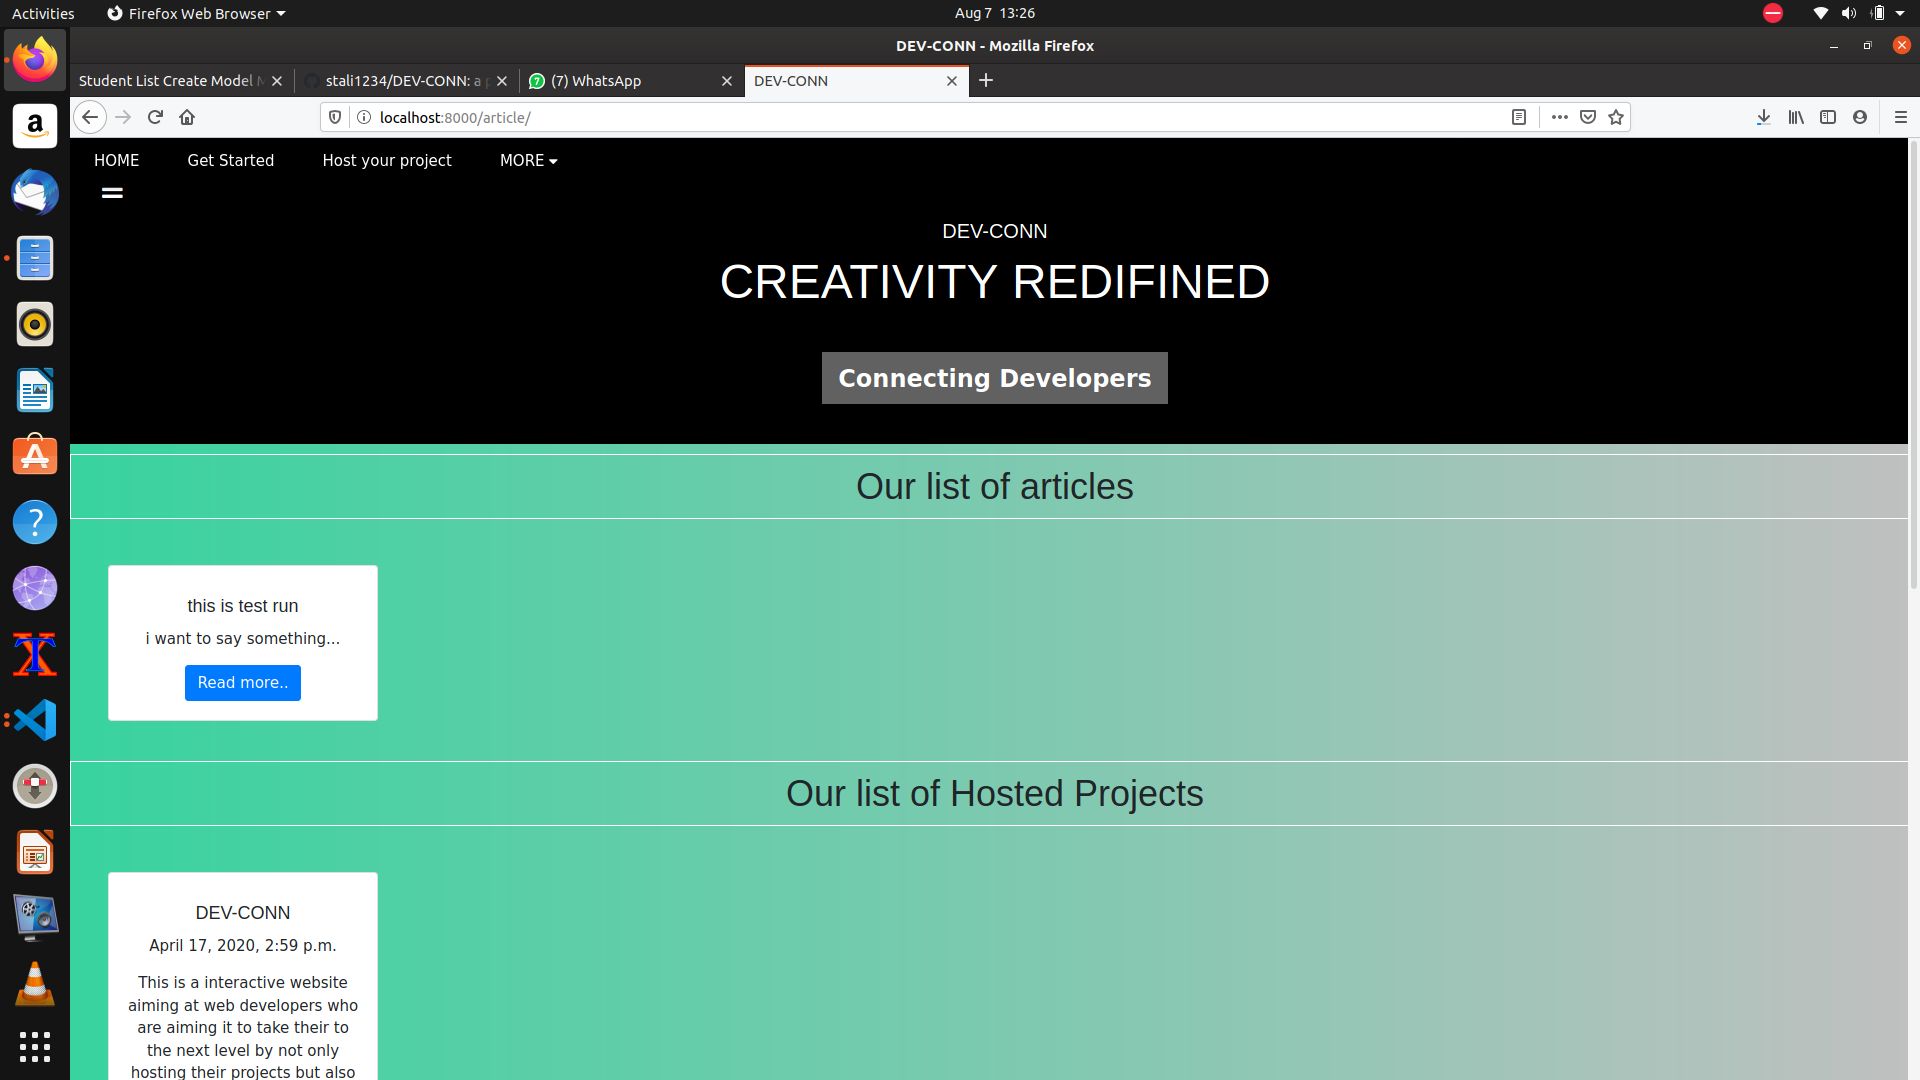 Activities Firefox Web Browser Aug 7 13:26
DEV-CONN - Mozilla Firefox
Student List Create Model stali1234/DEV-CONN: a (7) WhatsApp DEV-CONN
localhost:8000/article/
HOME Get Started Host your project MORE
DEV-CONN
CREATIVITY REDIFINED
Connecting Developers
Our list of articles
this is test run
i want to say something...
Read more..
Our list of Hosted Projects
DEV-CONN
April 17, 2020, 2:59 p.m.
This is a interactive website
aiming at web developers who
are aiming it to take their to
the next level by not only
hosting their projects but also